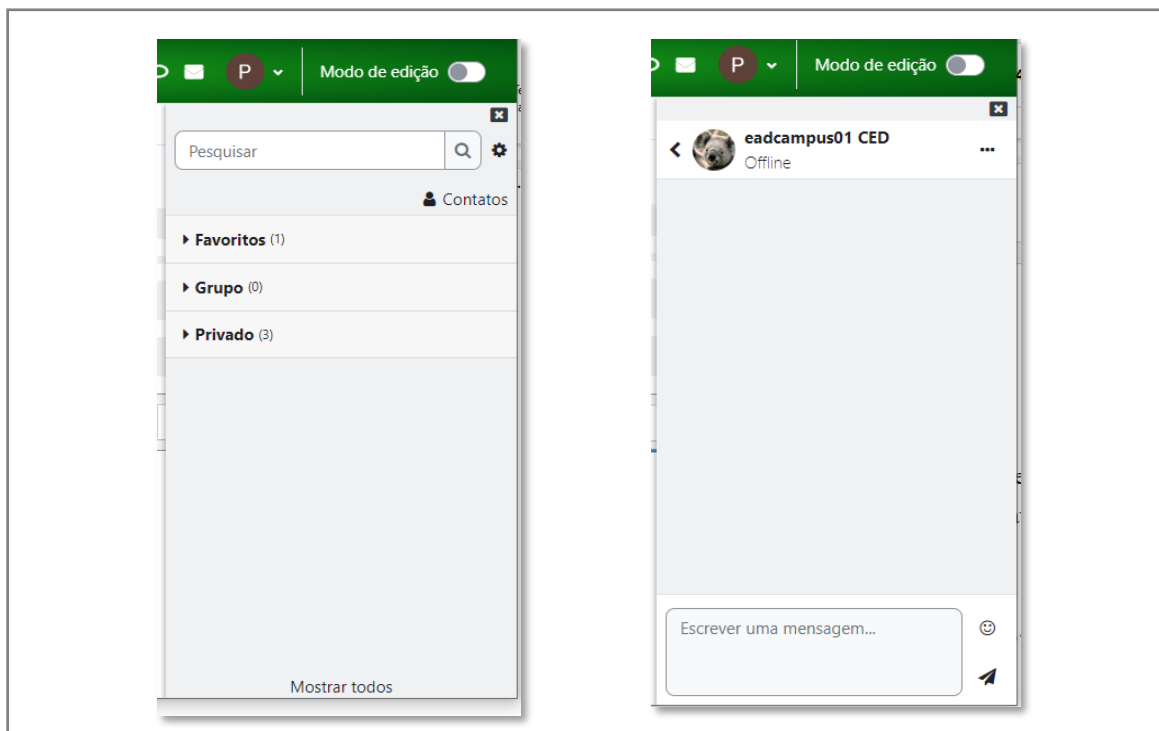 P
Modo de edição
Pesquisar
Contatos
Favoritos (1)
Grupo (0)
Privado (3)
Mostrar todos
P
Modo de edição
eadcampus01 CED
Offline
Escrever uma mensagem...